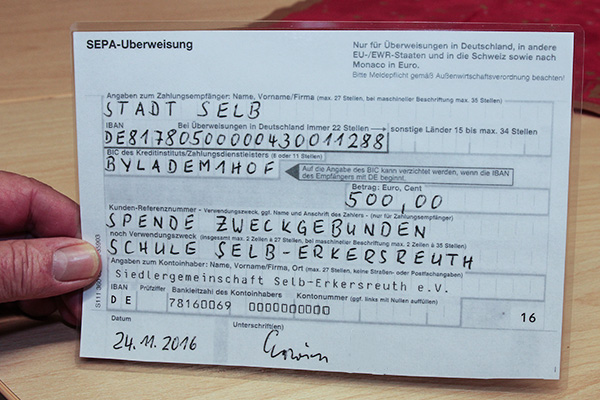 SEPA-Überweisung
Nur für Überweisungen in Deutschland, in andere
EU-/EWR-Staaten und in die Schweiz sowie nach
Monaco in Euro.
Bitte Meldepflicht gemäß Außenwirtschaftsverordnung beachten!
Angaben zum Zahlungsempfänger: Name, Vorname/Firma (max. 27 Stellen, bei maschineller Beschriftung max. 35 Stellen)
STADT SELB
IBAN Bei Überweisungen in Deutschland immer 22 Stellen sonstige Länder 15 bis max. 34 Stellen
DE81780500000430011288
BIC des Kreditinstituts/Zahlungsdienstleisters (8 oder 11 Stellen)
BYLADEM1HOF
Auf die Angabe des BIC kann verzichtet werden, wenn die IBAN
des Empfängers mit DE beginnt.
Betrag: Euro, Cent
500,00
Kunden-Referenznummer - Verwendungszweck, ggf. Name und Anschrift des Zahlers - (nur für Zahlungsempfänger)
SPENDE ZWECKGEBUNDEN
noch Verwendungszweck (insgesamt max. 2 Zeilen à 27 Stellen, bei maschineller Beschriftung max. 2 Zeilen à 35 Stellen)
SCHULE SELB-ERKERSREUTH
Angaben zum Kontoinhaber: Name, Vorname/Firma, Ort (max. 27 Stellen, keine Straßen- oder Postfachangaben)
Siedlergemeinschaft Selb-Erkersreuth e.V.
IBAN Prüfziffer Bankleitzahl des Kontoinhabers Kontonummer (ggf. links mit Nullen auffüllen)
DE 78160069 0000000000 16
Datum Unterschrift(en)
24.11.2016